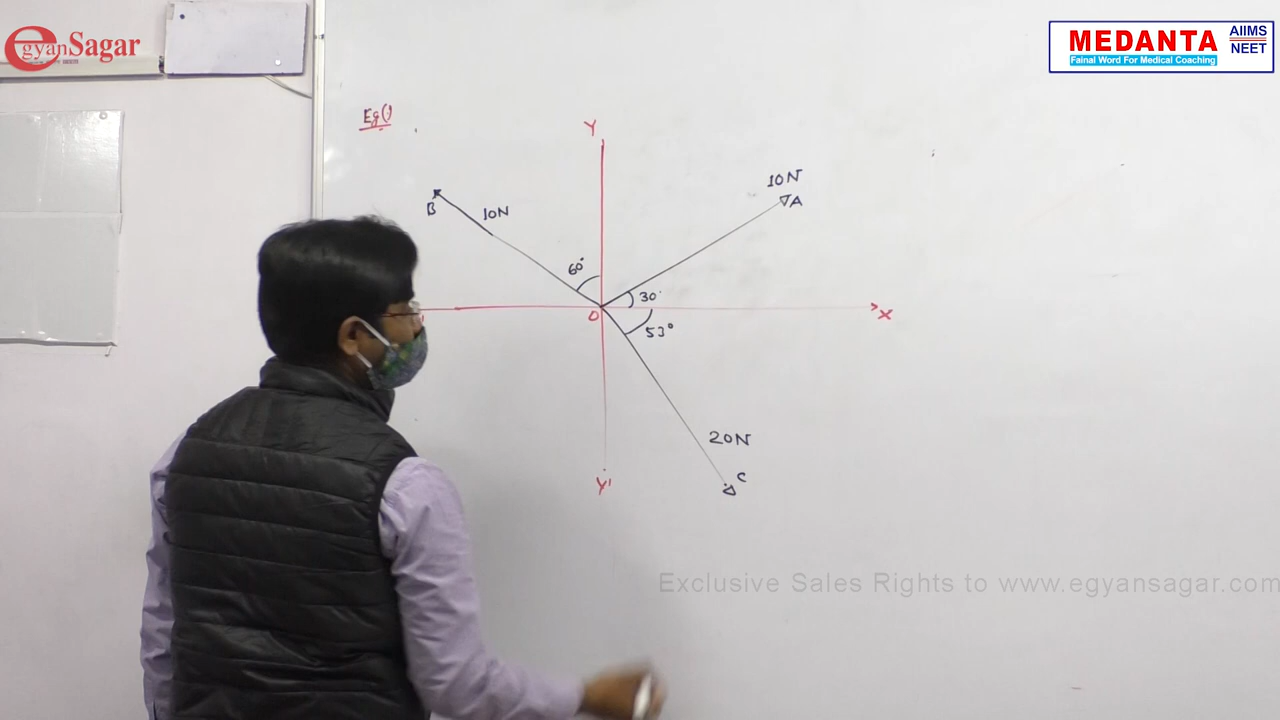 egyanSagar
MEDANTA AIIMS NEET
Fainal Word For Medical Coaching
Eg(1)
Y
10N
A
B
10N
60°
30°
O
X
53°
20N
C
Y'
Exclusive Sales Rights to www.egyansagar.com